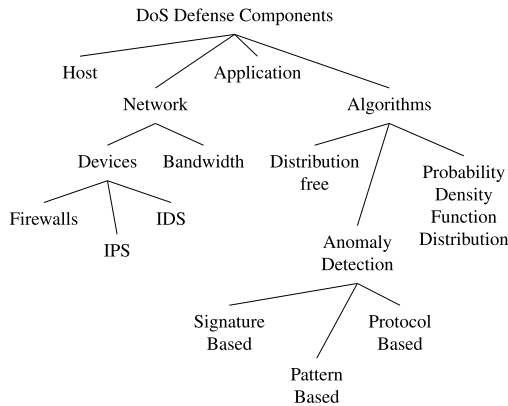 DoS Defense Components
Host
Application
Network
Algorithms
Devices
Bandwidth
Distribution
free
Probability
Density
Function
Distribution
Firewalls
IPS
IDS
Anomaly
Detection
Signature
Based
Protocol
Based
Pattern
Based